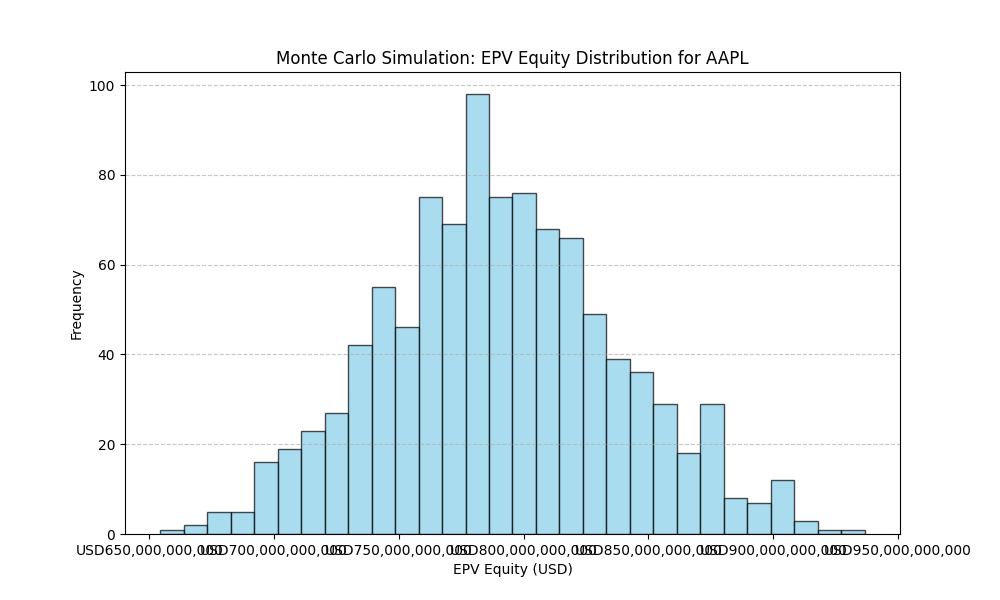 Monte Carlo Simulation: EPV Equity Distribution for AAPL
100
80
60
40
20
0
Frequency
USD650,000,000,000
USD700,000,000,000
USD750,000,000,000
USD800,000,000,000
USD850,000,000,000
USD900,000,000,000
USD950,000,000,000
EPV Equity (USD)